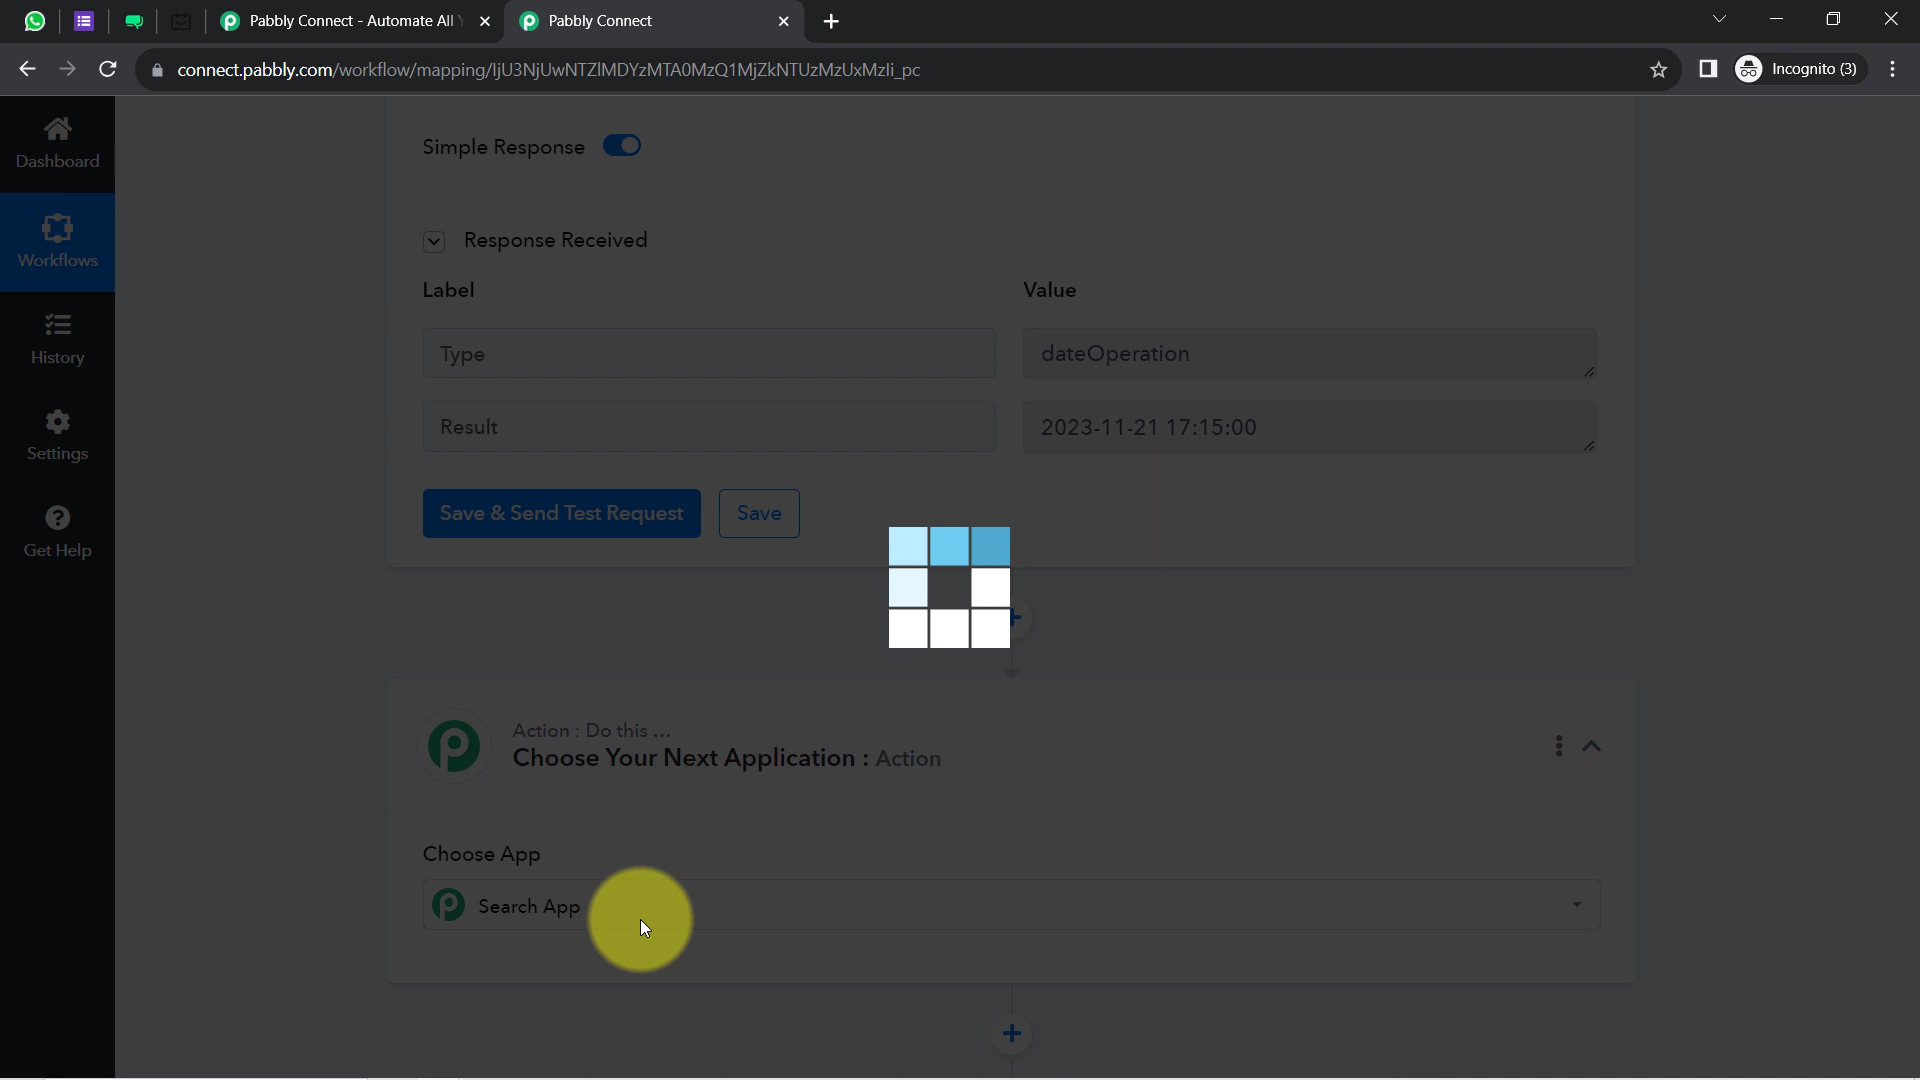 Pabbly Connect - Automate All
Pabbly Connect
connect.pabbly.com/workflow/mapping/IjU3NjUwNTZlMDYzMTA0MzQ1MjZkNTUzMzUxMzli_pc
Incognito (3)
Dashboard
Workflows
History
Settings
Get Help
Simple Response
Response Received
Label
Value
Type
dateOperation
Result
2023-11-21 17:15:00
Save & Send Test Request
Save
Action : Do this ...
Choose Your Next Application : Action
Choose App
Search App